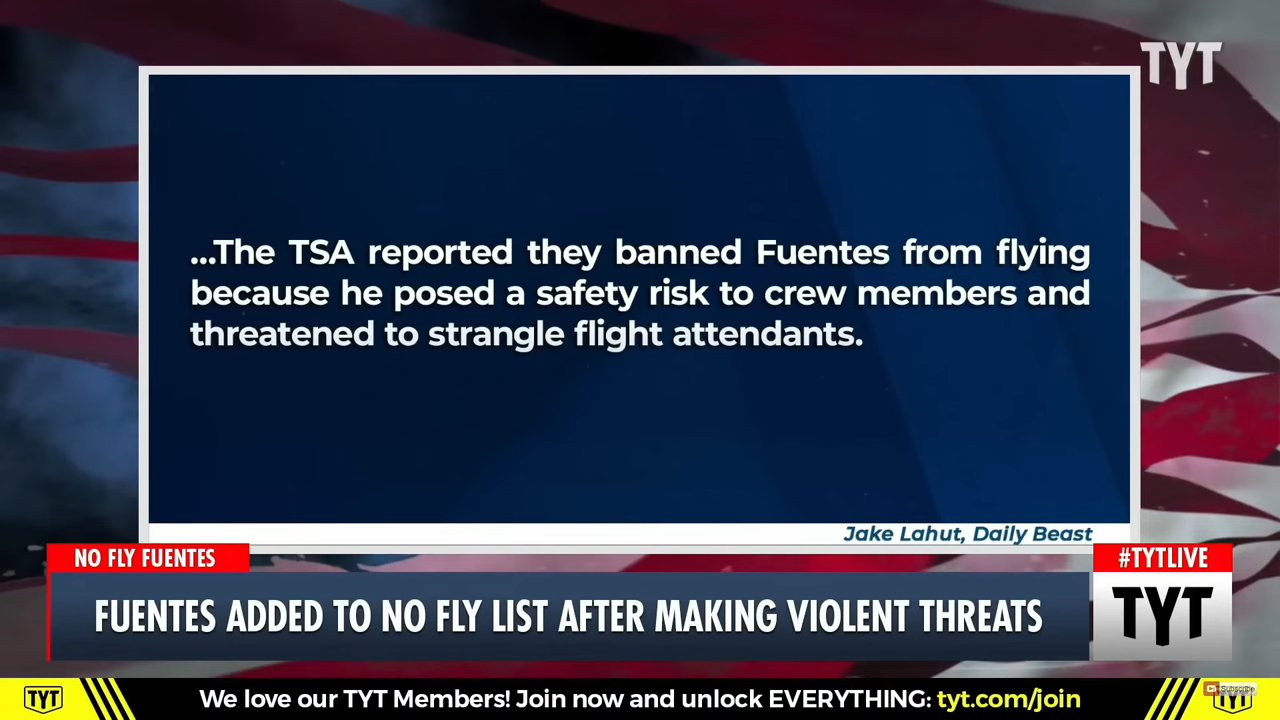 TYT
...The TSA reported they banned Fuentes from flying
because he posed a safety risk to crew members and
threatened to strangle flight attendants.
Jake Lahut, Daily Beast
NO FLY FUENTES
#TYTLIVE
FUENTES ADDED TO NO FLY LIST AFTER MAKING VIOLENT THREATS
TYT
TYT
We love our TYT Members! Join now and unlock EVERYTHING: tyt.com/join
Subscribe
TYT